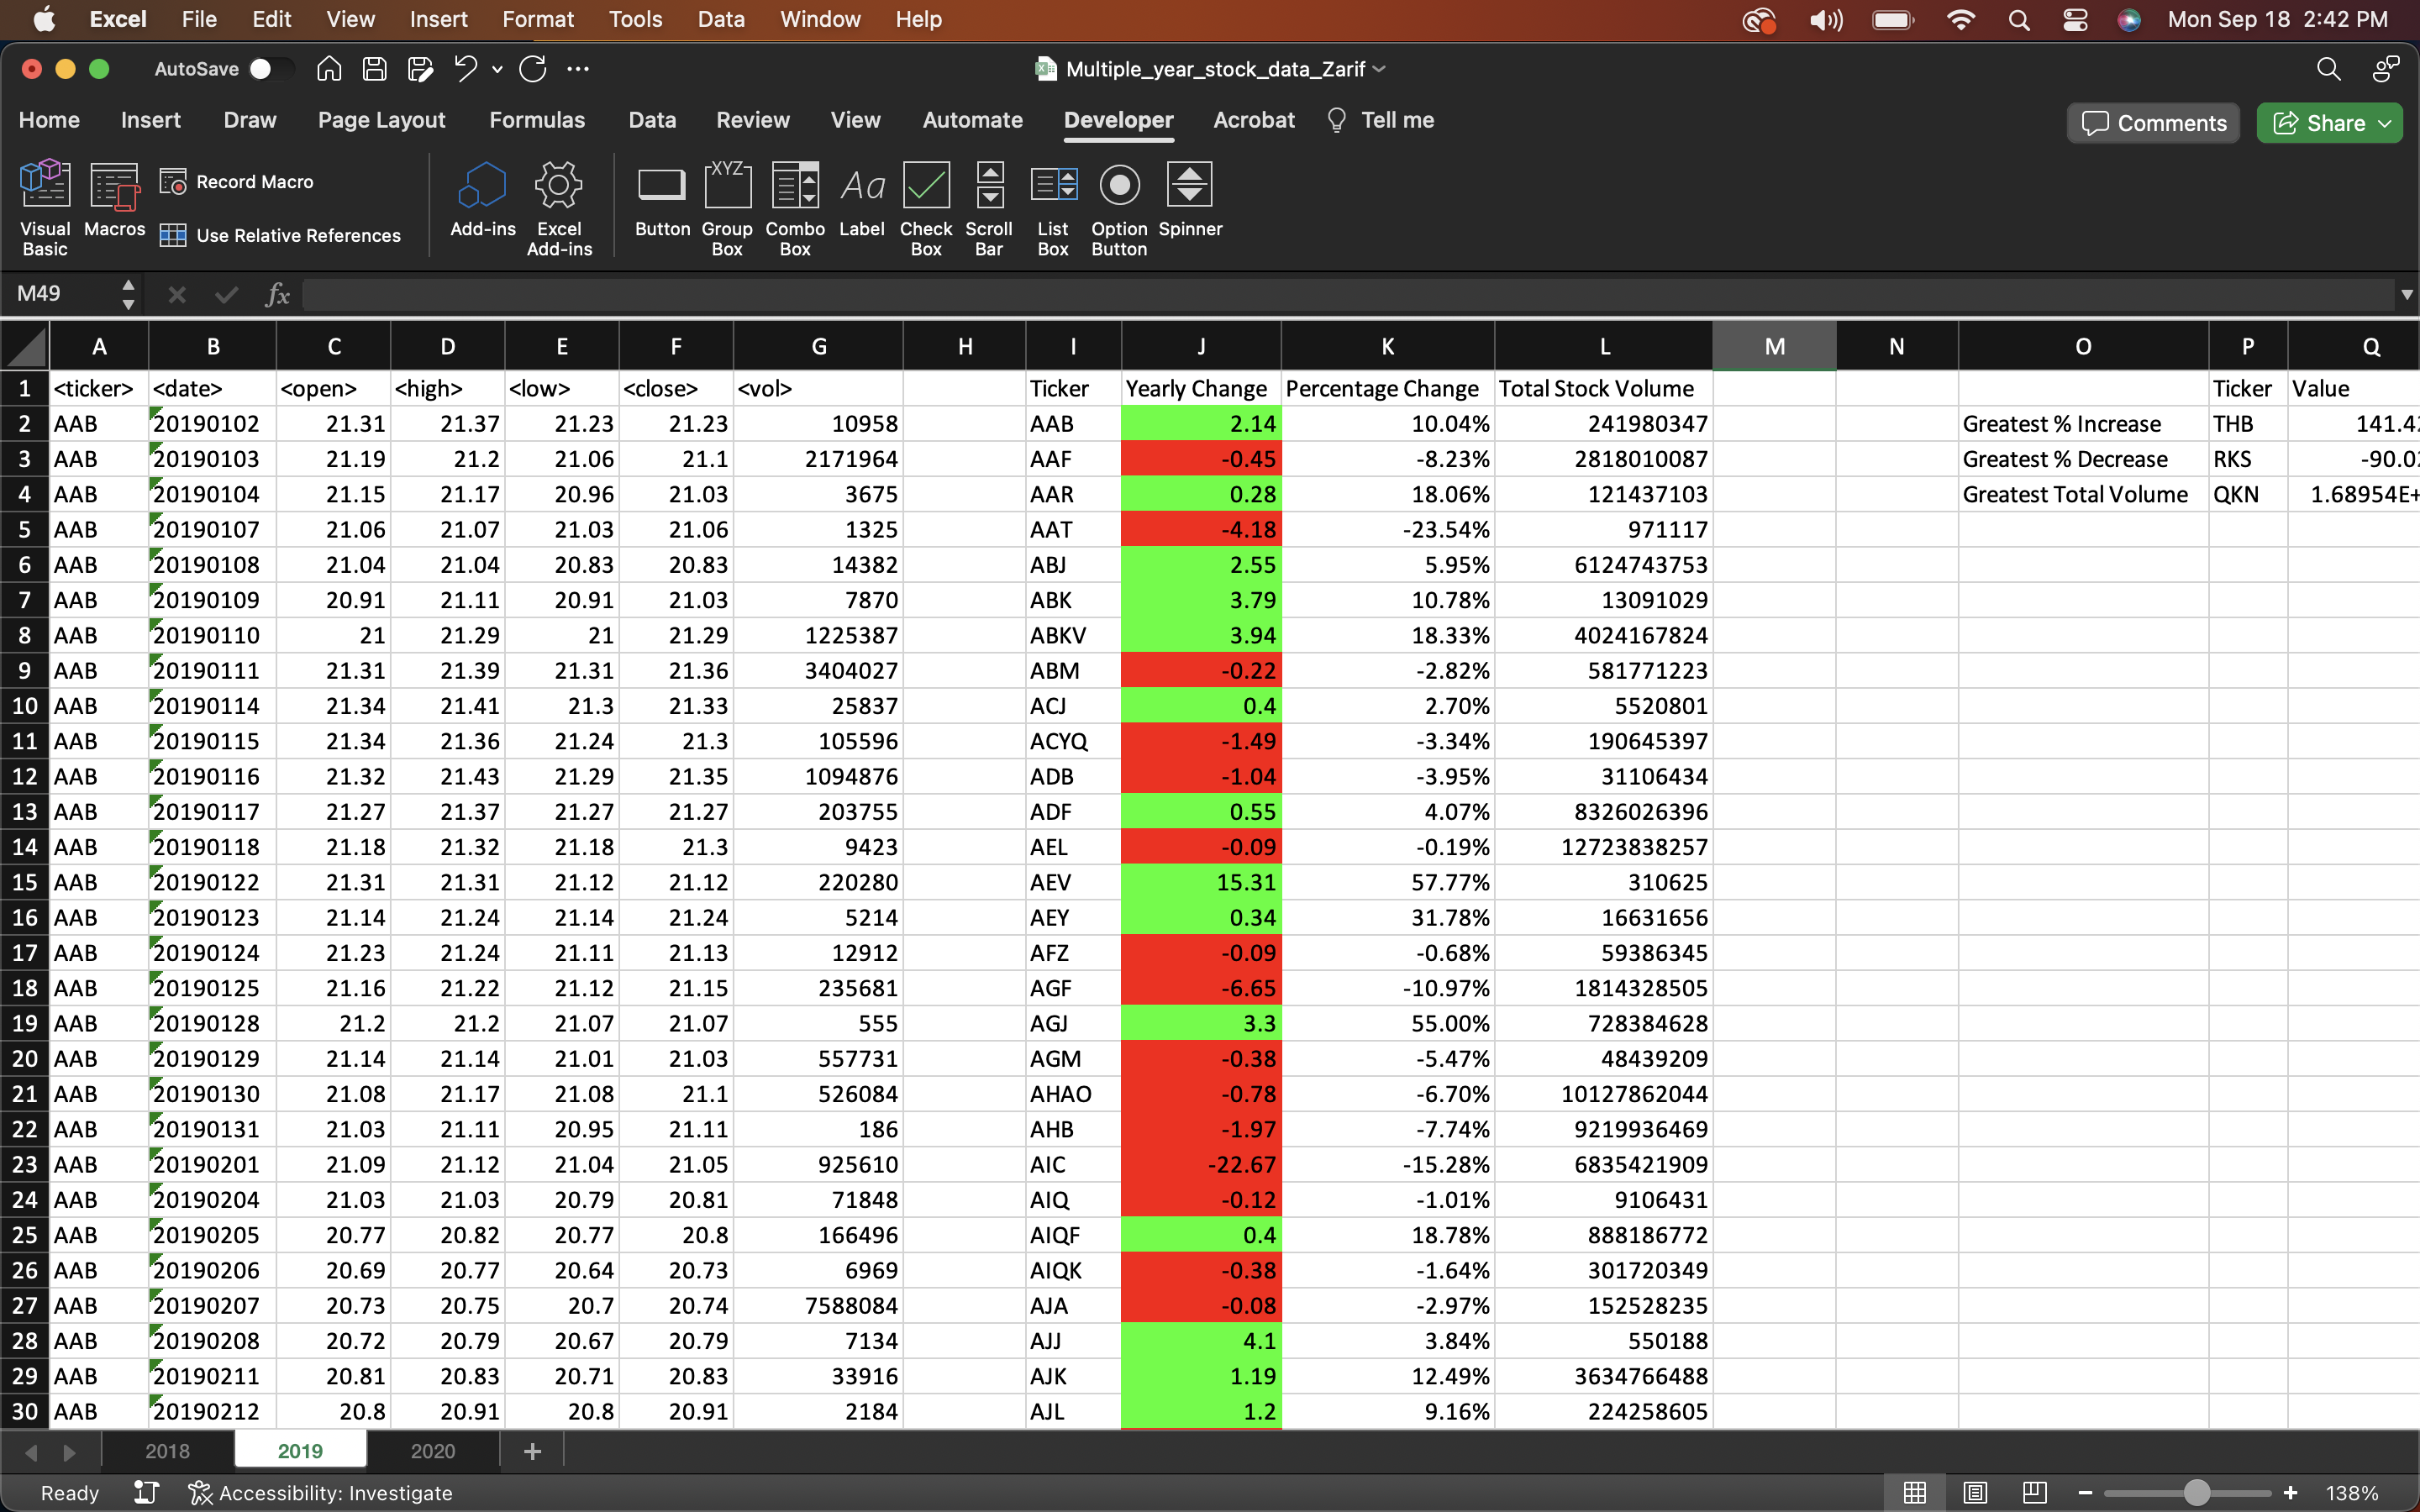 Excel File Edit View Insert Format Tools Data Window Help Mon Sep 18 2:42 PM
AutoSave Multiple_year_stock_data_Zarif
Home Insert Draw Page Layout Formulas Data Review View Automate Developer Acrobat Tell me Comments Share
Visual Basic Macros Record Macro Use Relative References Add-ins Excel Add-ins Button XYZ Group Box Combo Box Aa Label Check Box Scroll Bar List Box Option Button Spinner
M49 fx
A B C D E F G H I J K L M N O P Q
1 <ticker> <date> <open> <high> <low> <close> <vol> Ticker Yearly Change Percentage Change Total Stock Volume Ticker Value
2 AAB 20190102 21.31 21.37 21.23 21.23 10958 AAB 2.14 10.04% 241980347 Greatest % Increase THB 141.42
3 AAB 20190103 21.19 21.2 21.06 21.1 2171964 AAF -0.45 -8.23% 2818010087 Greatest % Decrease RKS -90.02
4 AAB 20190104 21.15 21.17 20.96 21.03 3675 AAR 0.28 18.06% 121437103 Greatest Total Volume QKN 1.68954E+
5 AAB 20190107 21.06 21.07 21.03 21.06 1325 AAT -4.18 -23.54% 971117
6 AAB 20190108 21.04 21.04 20.83 20.83 14382 ABJ 2.55 5.95% 6124743753
7 AAB 20190109 20.91 21.11 20.91 21.03 7870 ABK 3.79 10.78% 13091029
8 AAB 20190110 21 21.29 21 21.29 1225387 ABKV 3.94 18.33% 4024167824
9 AAB 20190111 21.31 21.39 21.31 21.36 3404027 ABM -0.22 -2.82% 581771223
10 AAB 20190114 21.34 21.41 21.3 21.33 25837 ACJ 0.4 2.70% 5520801
11 AAB 20190115 21.34 21.36 21.24 21.3 105596 ACYQ -1.49 -3.34% 190645397
12 AAB 20190116 21.32 21.43 21.29 21.35 1094876 ADB -1.04 -3.95% 31106434
13 AAB 20190117 21.27 21.37 21.27 21.27 203755 ADF 0.55 4.07% 8326026396
14 AAB 20190118 21.18 21.32 21.18 21.3 9423 AEL -0.09 -0.19% 12723838257
15 AAB 20190122 21.31 21.31 21.12 21.12 220280 AEV 15.31 57.77% 310625
16 AAB 20190123 21.14 21.24 21.14 21.24 5214 AEY 0.34 31.78% 16631656
17 AAB 20190124 21.23 21.24 21.11 21.13 12912 AFZ -0.09 -0.68% 59386345
18 AAB 20190125 21.16 21.22 21.12 21.15 235681 AGF -6.65 -10.97% 1814328505
19 AAB 20190128 21.2 21.2 21.07 21.07 555 AGJ 3.3 55.00% 728384628
20 AAB 20190129 21.14 21.14 21.01 21.03 557731 AGM -0.38 -5.47% 48439209
21 AAB 20190130 21.08 21.17 21.08 21.1 526084 AHAO -0.78 -6.70% 10127862044
22 AAB 20190131 21.03 21.11 20.95 21.11 186 AHB -1.97 -7.74% 9219936469
23 AAB 20190201 21.09 21.12 21.04 21.05 925610 AIC -22.67 -15.28% 6835421909
24 AAB 20190204 21.03 21.03 20.79 20.81 71848 AIQ -0.12 -1.01% 9106431
25 AAB 20190205 20.77 20.82 20.77 20.8 166496 AIQF 0.4 18.78% 888186772
26 AAB 20190206 20.69 20.77 20.64 20.73 6969 AIQK -0.38 -1.64% 301720349
27 AAB 20190207 20.73 20.75 20.7 20.74 7588084 AJA -0.08 -2.97% 152528235
28 AAB 20190208 20.72 20.79 20.67 20.79 7134 AJJ 4.1 3.84% 550188
29 AAB 20190211 20.81 20.83 20.71 20.83 33916 AJK 1.19 12.49% 3634766488
30 AAB 20190212 20.8 20.91 20.8 20.91 2184 AJL 1.2 9.16% 224258605
2018 2019 2020
Ready Accessibility: Investigate 138%